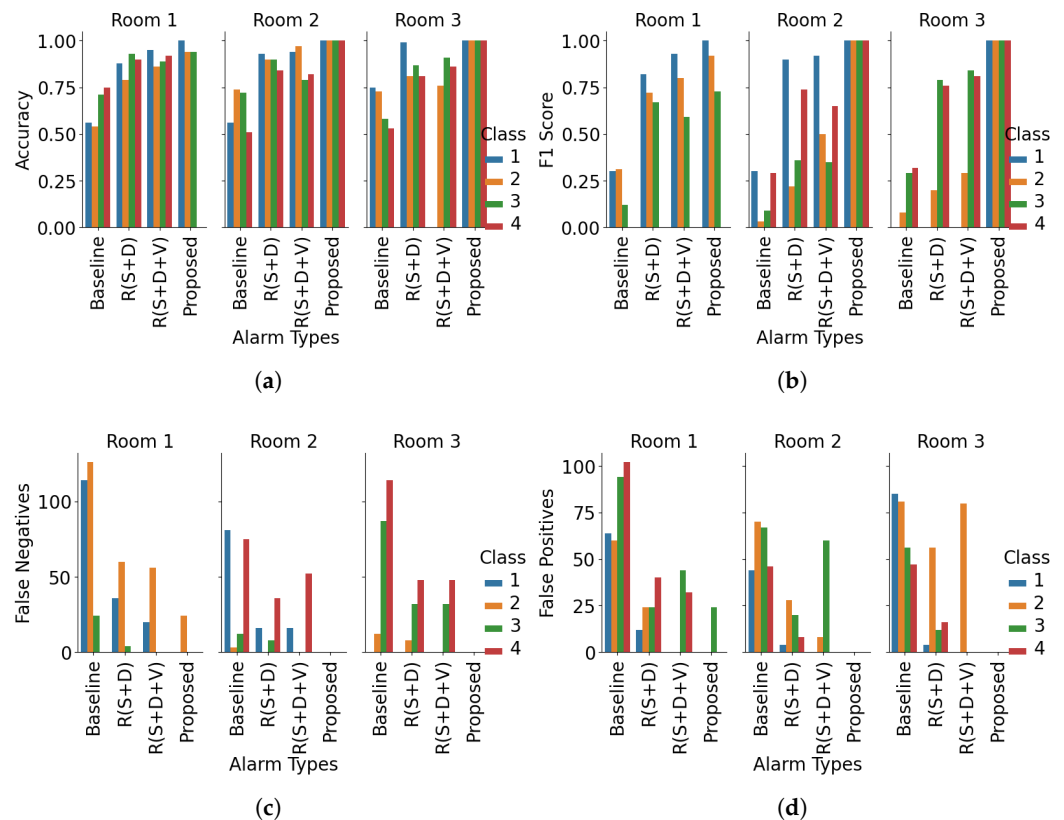 Room 1
Room 2
Room 3
Accuracy
1.00
0.75
0.50
0.25
0.00
Baseline
R(S+D)
R(S+D+V)
Proposed
Baseline
R(S+D)
R(S+D+V)
Proposed
Baseline
R(S+D)
R(S+D+V)
Proposed
Alarm Types
Class
1
2
3
4
(a)
Room 1
Room 2
Room 3
F1 Score
1.00
0.75
0.50
0.25
0.00
Baseline
R(S+D)
R(S+D+V)
Proposed
Baseline
R(S+D)
R(S+D+V)
Proposed
Baseline
R(S+D)
R(S+D+V)
Proposed
Alarm Types
Class
1
2
3
4
(b)
Room 1
Room 2
Room 3
False Negatives
100
50
0
Baseline
R(S+D)
R(S+D+V)
Proposed
Baseline
R(S+D)
R(S+D+V)
Proposed
Baseline
R(S+D)
R(S+D+V)
Proposed
Alarm Types
Class
1
2
3
4
(c)
Room 1
Room 2
Room 3
False Positives
100
75
50
25
0
Baseline
R(S+D)
R(S+D+V)
Proposed
Baseline
R(S+D)
R(S+D+V)
Proposed
Baseline
R(S+D)
R(S+D+V)
Proposed
Alarm Types
Class
1
2
3
4
(d)